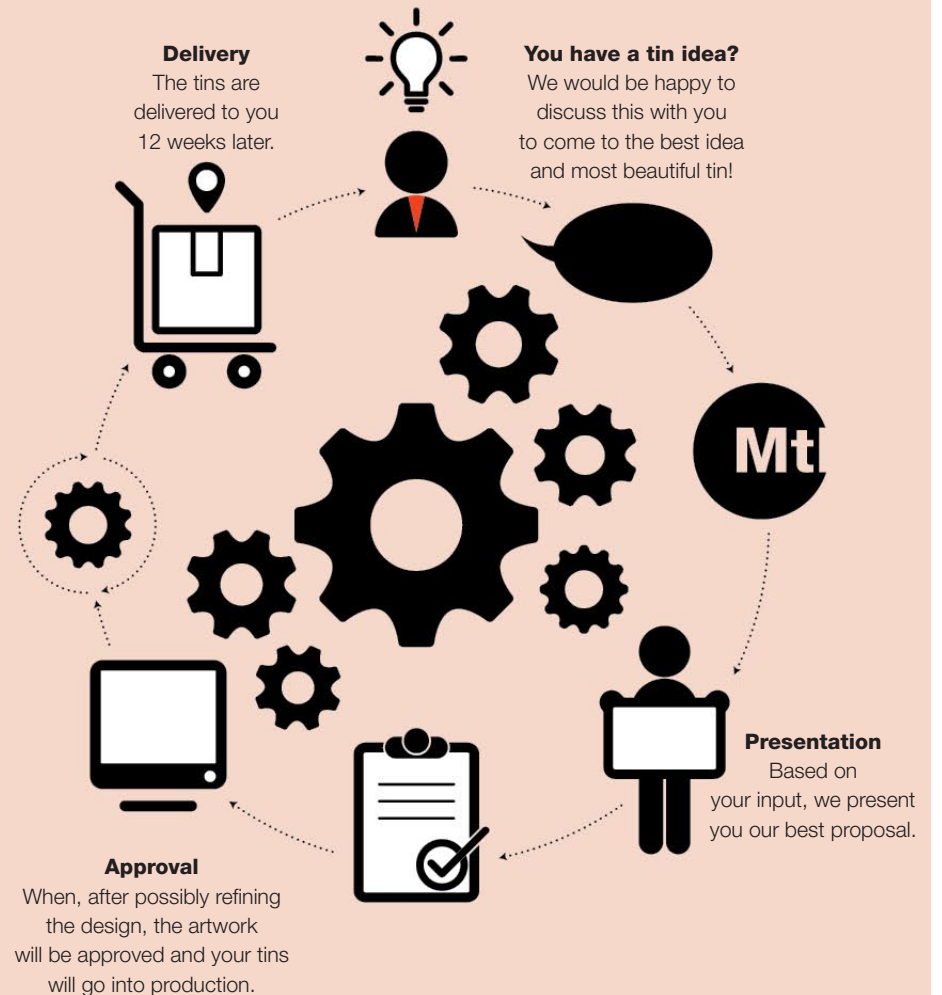 Delivery
The tins are
delivered to you
12 weeks later.
You have a tin idea?
We would be happy to
discuss this with you
to come to the best idea
and most beautiful tin!
Presentation
Based on
your input, we present
you our best proposal.
Approval
When, after possibly refining
the design, the artwork
will be approved and your tins
will go into production.